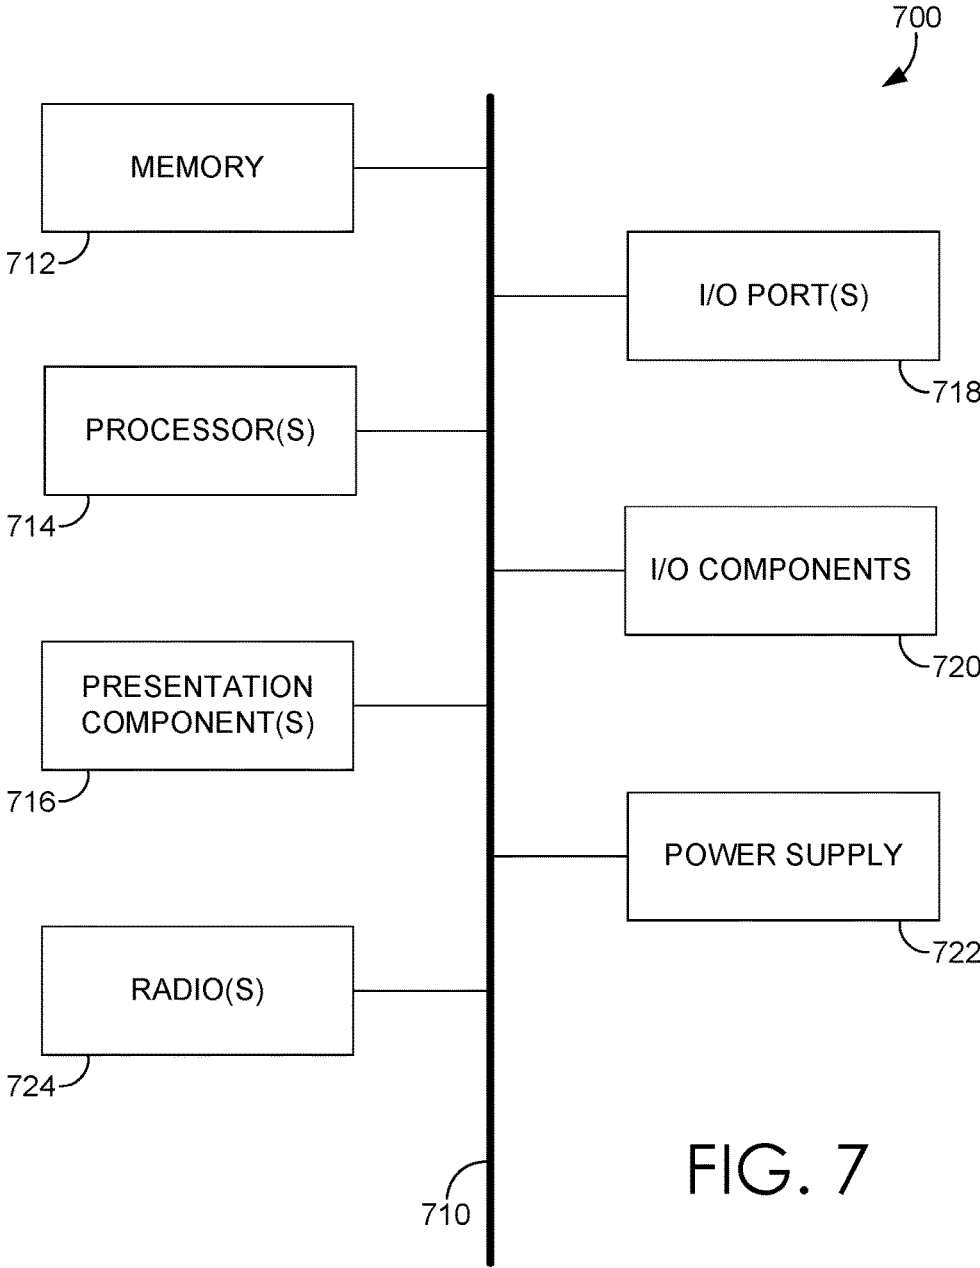 700
MEMORY
712
I/O PORT(S)
718
PROCESSOR(S)
714
I/O COMPONENTS
720
PRESENTATION
COMPONENT(S)
716
POWER SUPPLY
722
RADIO(S)
724
710
FIG. 7